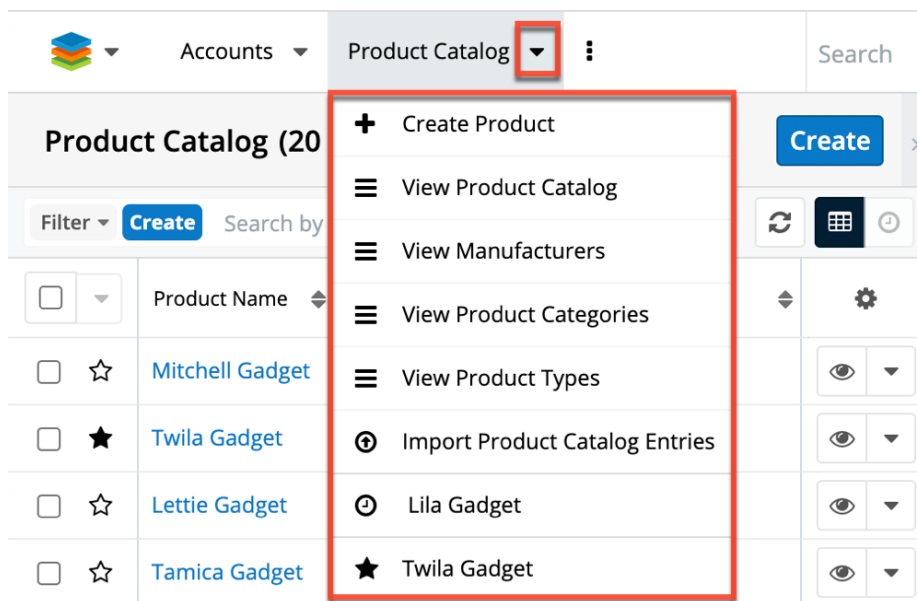 Accounts
Product Catalog
Search
Product Catalog (20
Create
Filter
Create
Search by
Product Name
Mitchell Gadget
Twila Gadget
Lettie Gadget
Tamica Gadget
Create Product
View Product Catalog
View Manufacturers
View Product Categories
View Product Types
Import Product Catalog Entries
Lila Gadget
Twila Gadget